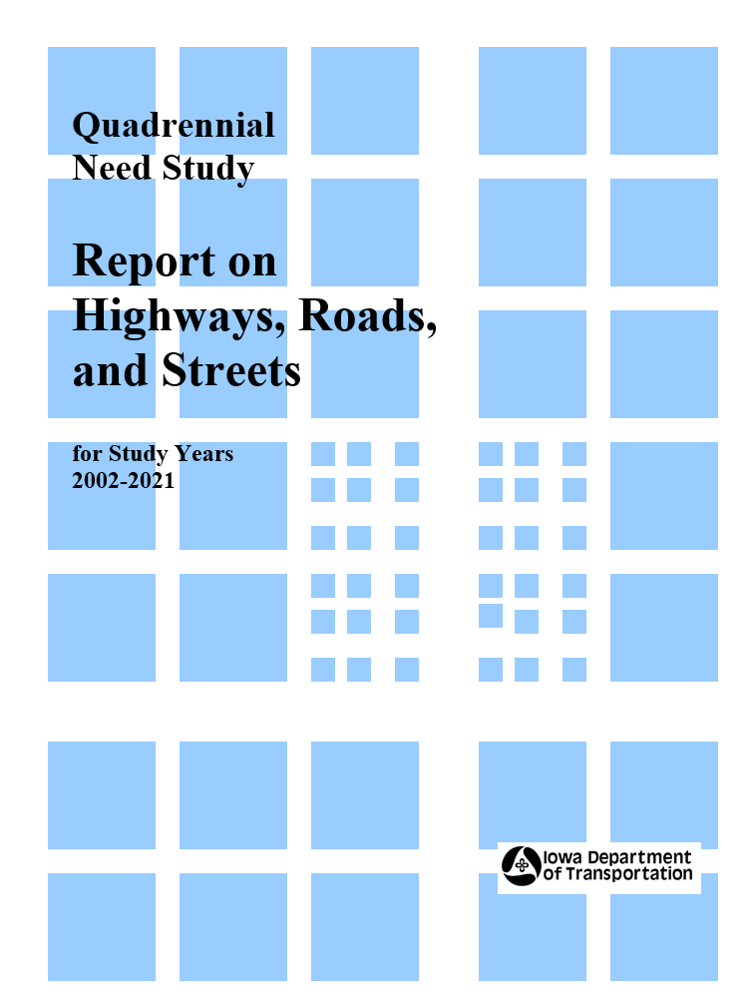 Quadrennial
Need Study
Report on
Highways, Roads,
and Streets
for Study Years
2002-2021
Iowa Department
of Transportation